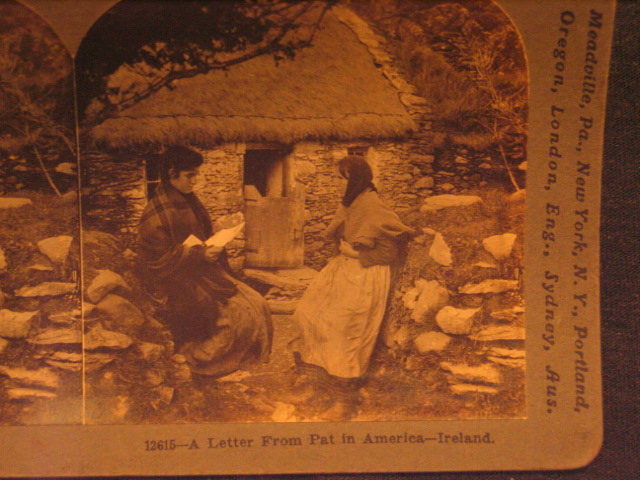 Meadville, Pa., New York, N. Y., Portland,
Oregon, London, Eng., Sydney, Aus.
12615—A Letter From Pat in America—Ireland.